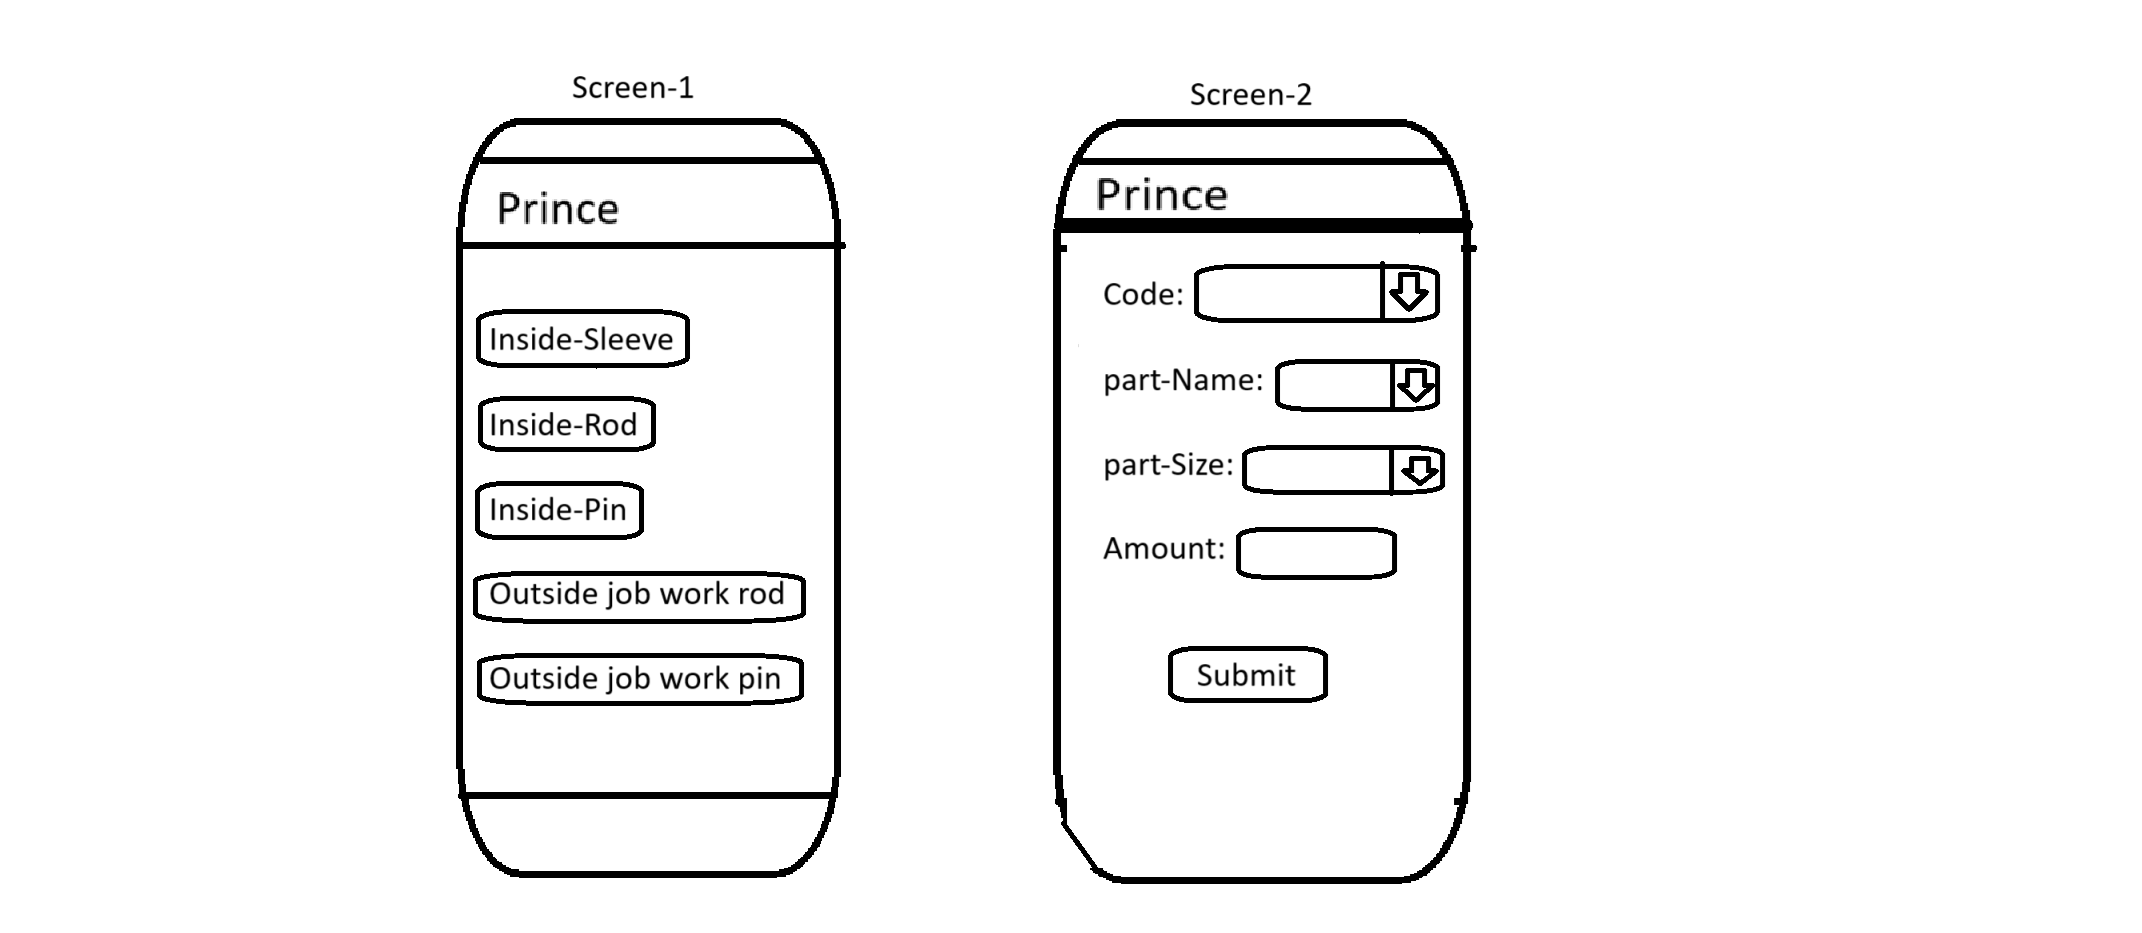 Screen-1
Prince
Inside-Sleeve
Inside-Rod
Inside-Pin
Outside job work rod
Outside job work pin
Screen-2
Prince
Code:
part-Name:
part-Size:
Amount:
Submit